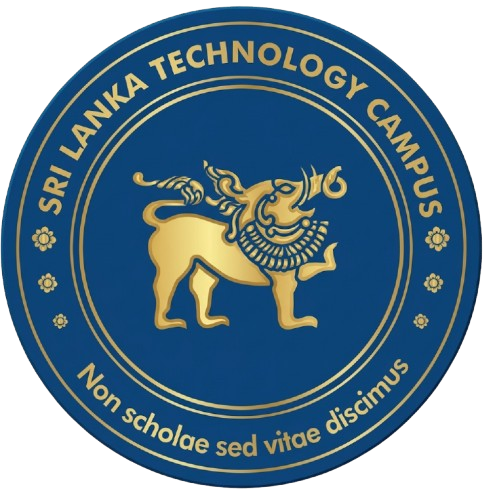 SRI LANKA TECHNOLOGY CAMPUS
Non scholae sed vitae discimus